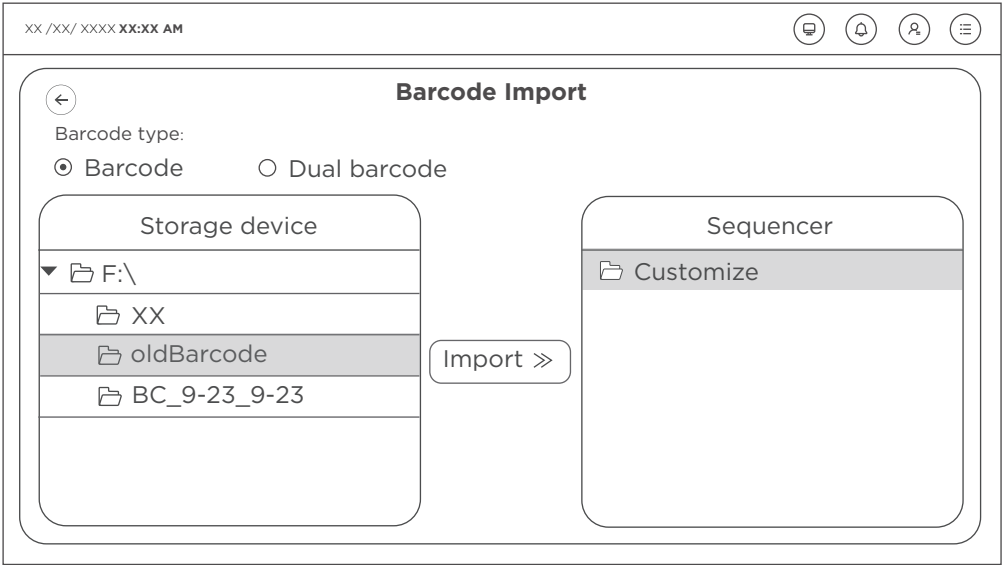 XX /XX/ XXXX XX:XX AM
Barcode Import
Barcode type:
Barcode
Dual barcode
Storage device
F:\
XX
oldBarcode
BC_9-23_9-23
Import
Sequencer
Customize